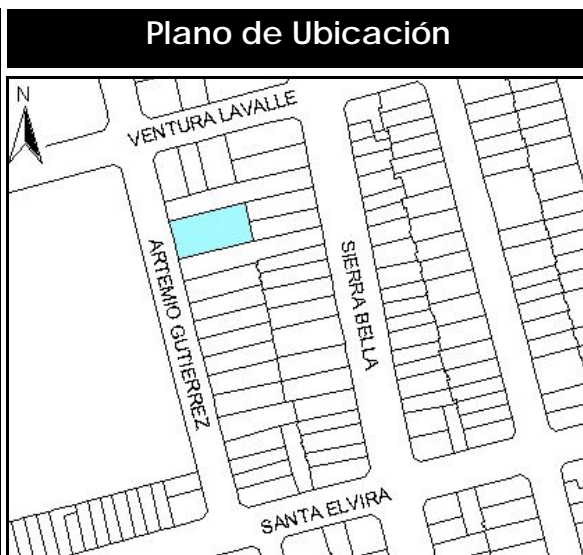 Plano de Ubicación
N
VENTURA LAVALLE
ARTEMIO GUTIERREZ
SIERRA BELLA
SANTA ELVIRA